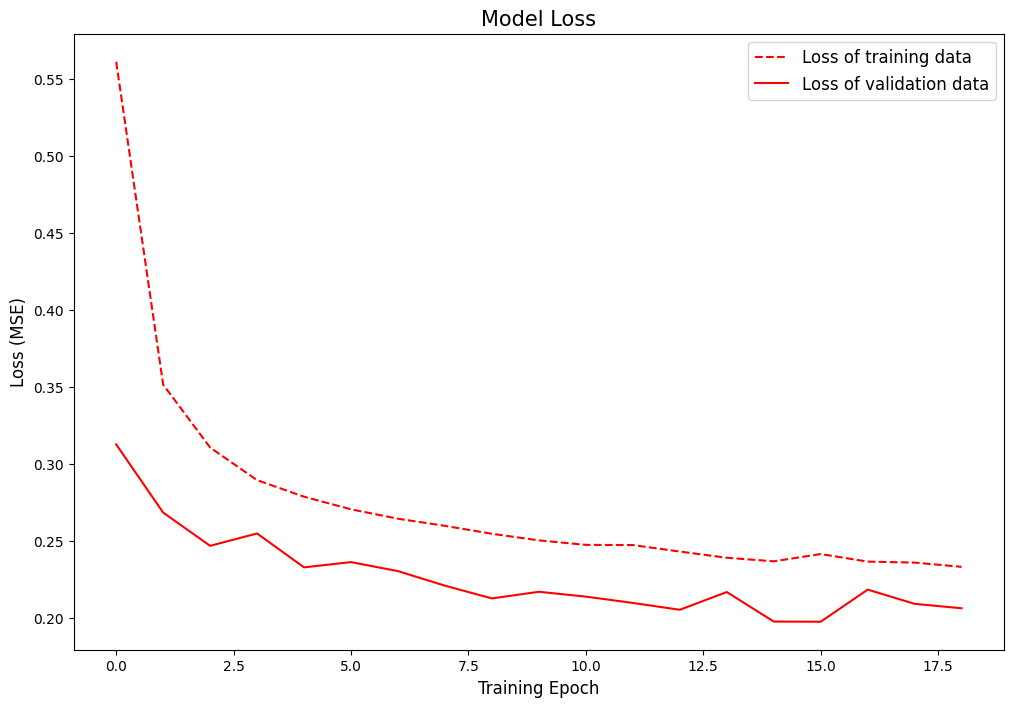 Model Loss
Loss of training data
Loss of validation data
Loss (MSE)
0.55
0.50
0.45
0.40
0.35
0.30
0.25
0.20
0.0 2.5 5.0 7.5 10.0 12.5 15.0 17.5
Training Epoch